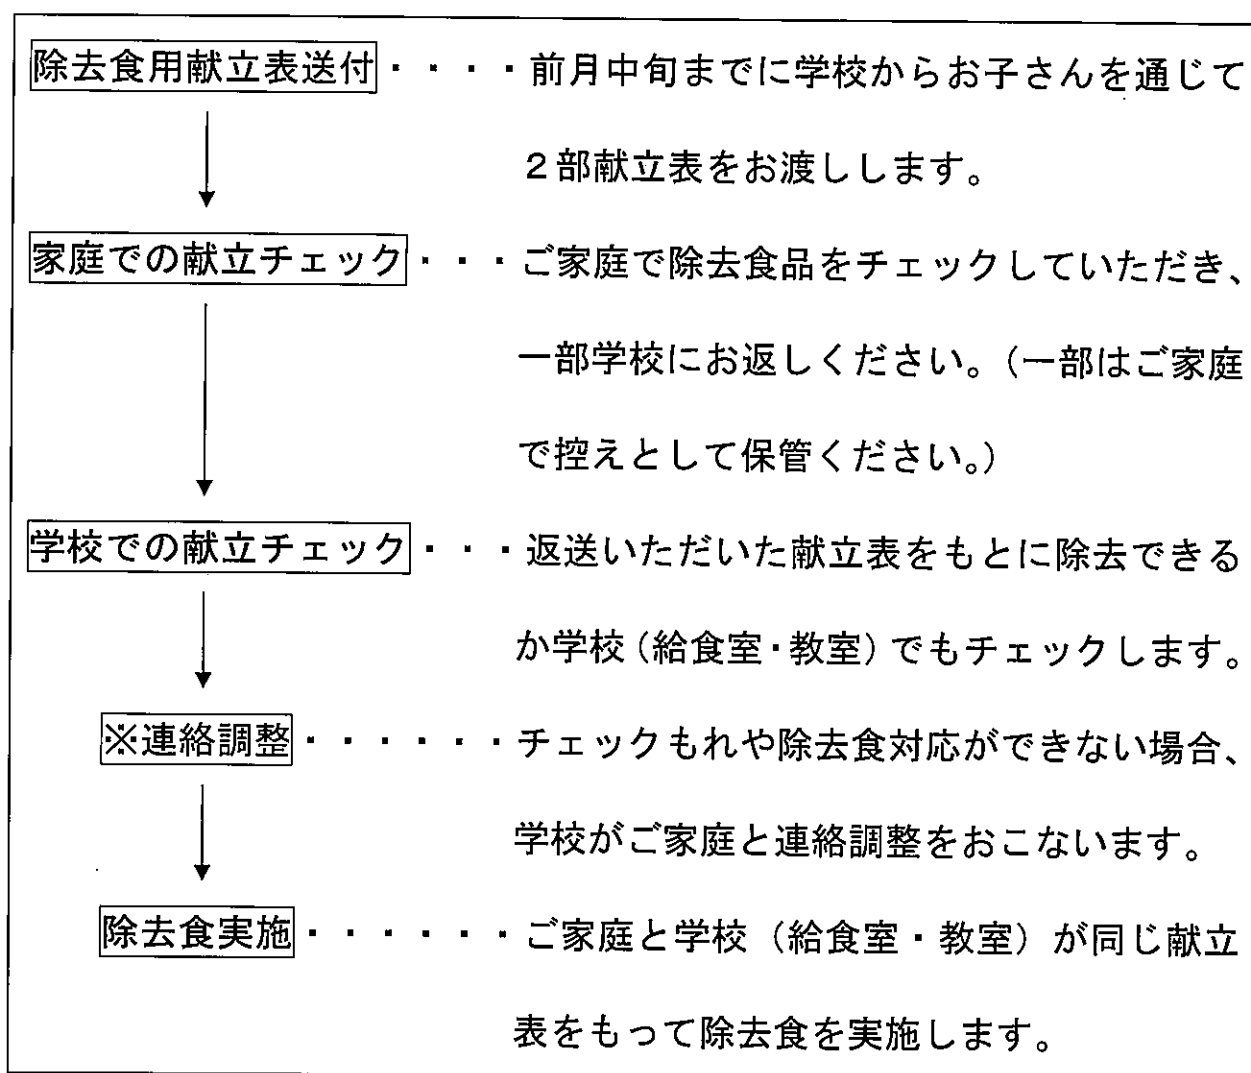 除去食用献立表送付・・・・前月中旬までに学校からお子さんを通じて
2部献立表をお渡しします。
家庭での献立チェック・・・ご家庭で除去食品をチェックしていただき、
一部学校にお返しください。(一部はご家庭
で控えとして保管ください。)
学校での献立チェック・・・返送いただいた献立表をもとに除去できる
か学校(給食室・教室)でもチェックします。
※連絡調整・・・・・・チェックもれや除去食対応ができない場合、
学校がご家庭と連絡調整をおこないます。
除去食実施・・・・・・ご家庭と学校(給食室・教室)が同じ献立
表をもって除去食を実施します。